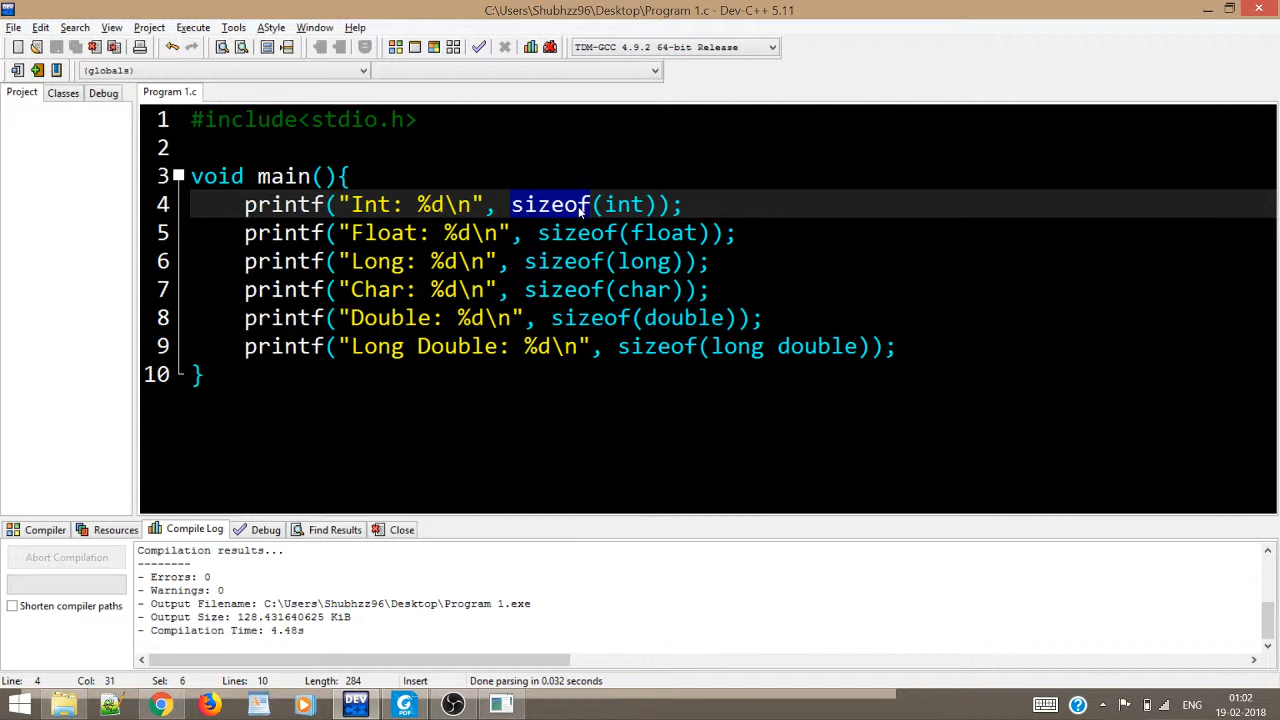 C:\Users\Shubhzz96\Desktop\Program 1.c - Dev-C++ 5.11
File Edit Search View Project Execute Tools AStyle Window Help
TDM-GCC 4.9.2 64-bit Release
(globals)
Project Classes Debug Program 1.c
1 #include<stdio.h>
2
3 void main(){
4 printf("Int: %d\n", sizeof(int));
5 printf("Float: %d\n", sizeof(float));
6 printf("Long: %d\n", sizeof(long));
7 printf("Char: %d\n", sizeof(char));
8 printf("Double: %d\n", sizeof(double));
9 printf("Long Double: %d\n", sizeof(long double));
10 }
Compiler Resources Compile Log Debug Find Results Close
Abort Compilation
Shorten compiler paths
Compilation results...
--------
- Errors: 0
- Warnings: 0
- Output Filename: C:\Users\Shubhzz96\Desktop\Program 1.exe
- Output Size: 128.431640625 KiB
- Compilation Time: 4.48s
Line: 4 Col: 31 Sel: 6 Lines: 10 Length: 284 Insert Done parsing in 0.032 seconds
DEV PDF ENG 01:02
19-02-2018